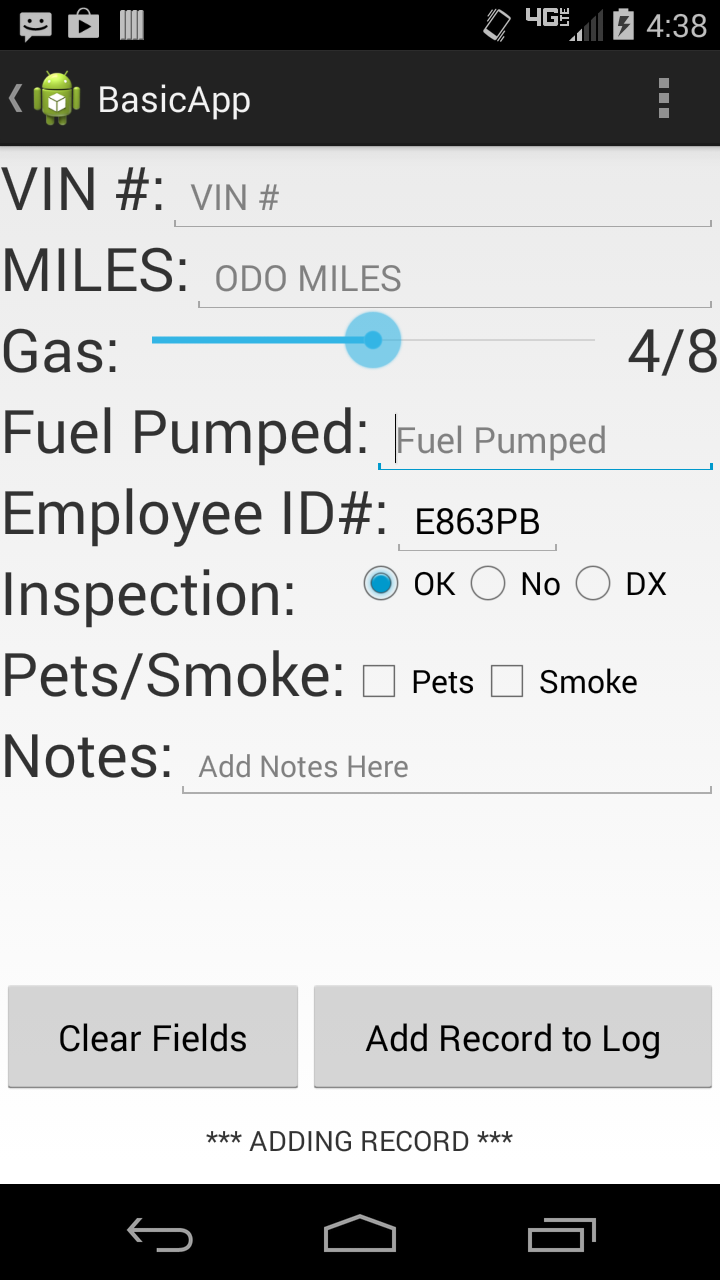 4G LTE 4:38
BasicApp
VIN #: VIN #
MILES: ODO MILES
Gas: 4/8
Fuel Pumped: Fuel Pumped
Employee ID#: E863PB
Inspection: OK No DX
Pets/Smoke: Pets Smoke
Notes: Add Notes Here
Clear Fields Add Record to Log
*** ADDING RECORD ***